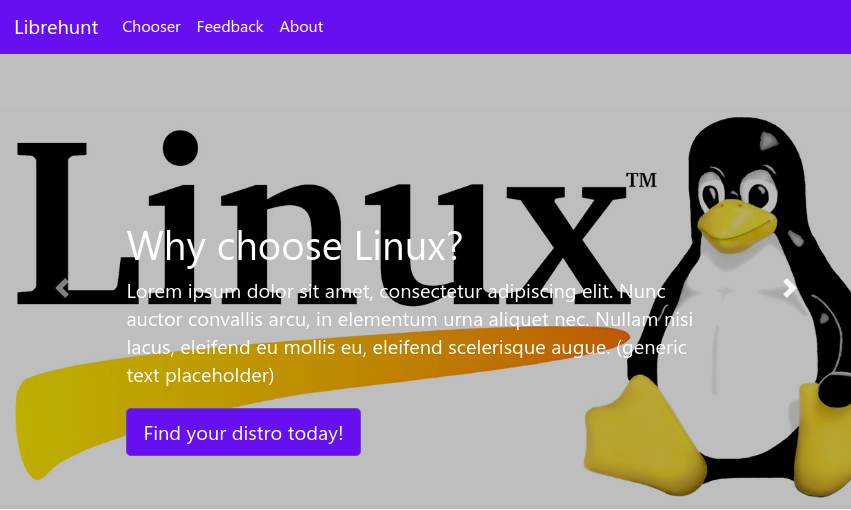 Librehunt Chooser Feedback About
Linux™
Why choose Linux?
Lorem ipsum dolor sit amet, consectetur adipiscing elit. Nunc
auctor convallis arcu, in elementum urna aliquet nec. Nullam nisi
lacus, eleifend eu mollis eu, eleifend scelerisque augue. (generic
text placeholder)
Find your distro today!